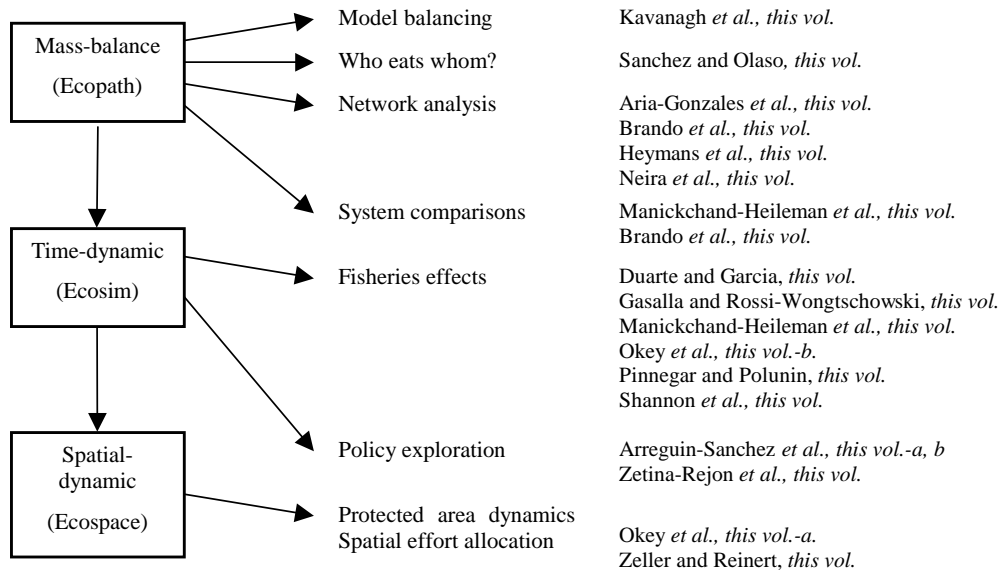 Mass-balance
(Ecopath)
Model balancing
Kavanagh et al., this vol.
Who eats whom?
Sanchez and Olaso, this vol.
Network analysis
Aria-Gonzales et al., this vol.
Brando et al., this vol.
Heymans et al., this vol.
Neira et al., this vol.
System comparisons
Manickchand-Heileman et al., this vol.
Brando et al., this vol.
Time-dynamic
(Ecosim)
Fisheries effects
Duarte and Garcia, this vol.
Gasalla and Rossi-Wongtschowski, this vol.
Manickchand-Heileman et al., this vol.
Okey et al., this vol.-b.
Pinnegar and Polunin, this vol.
Shannon et al., this vol.
Policy exploration
Arreguin-Sanchez et al., this vol.-a, b
Zetina-Rejon et al., this vol.
Spatial-
dynamic
(Ecospace)
Protected area dynamics
Spatial effort allocation
Okey et al., this vol.-a.
Zeller and Reinert, this vol.